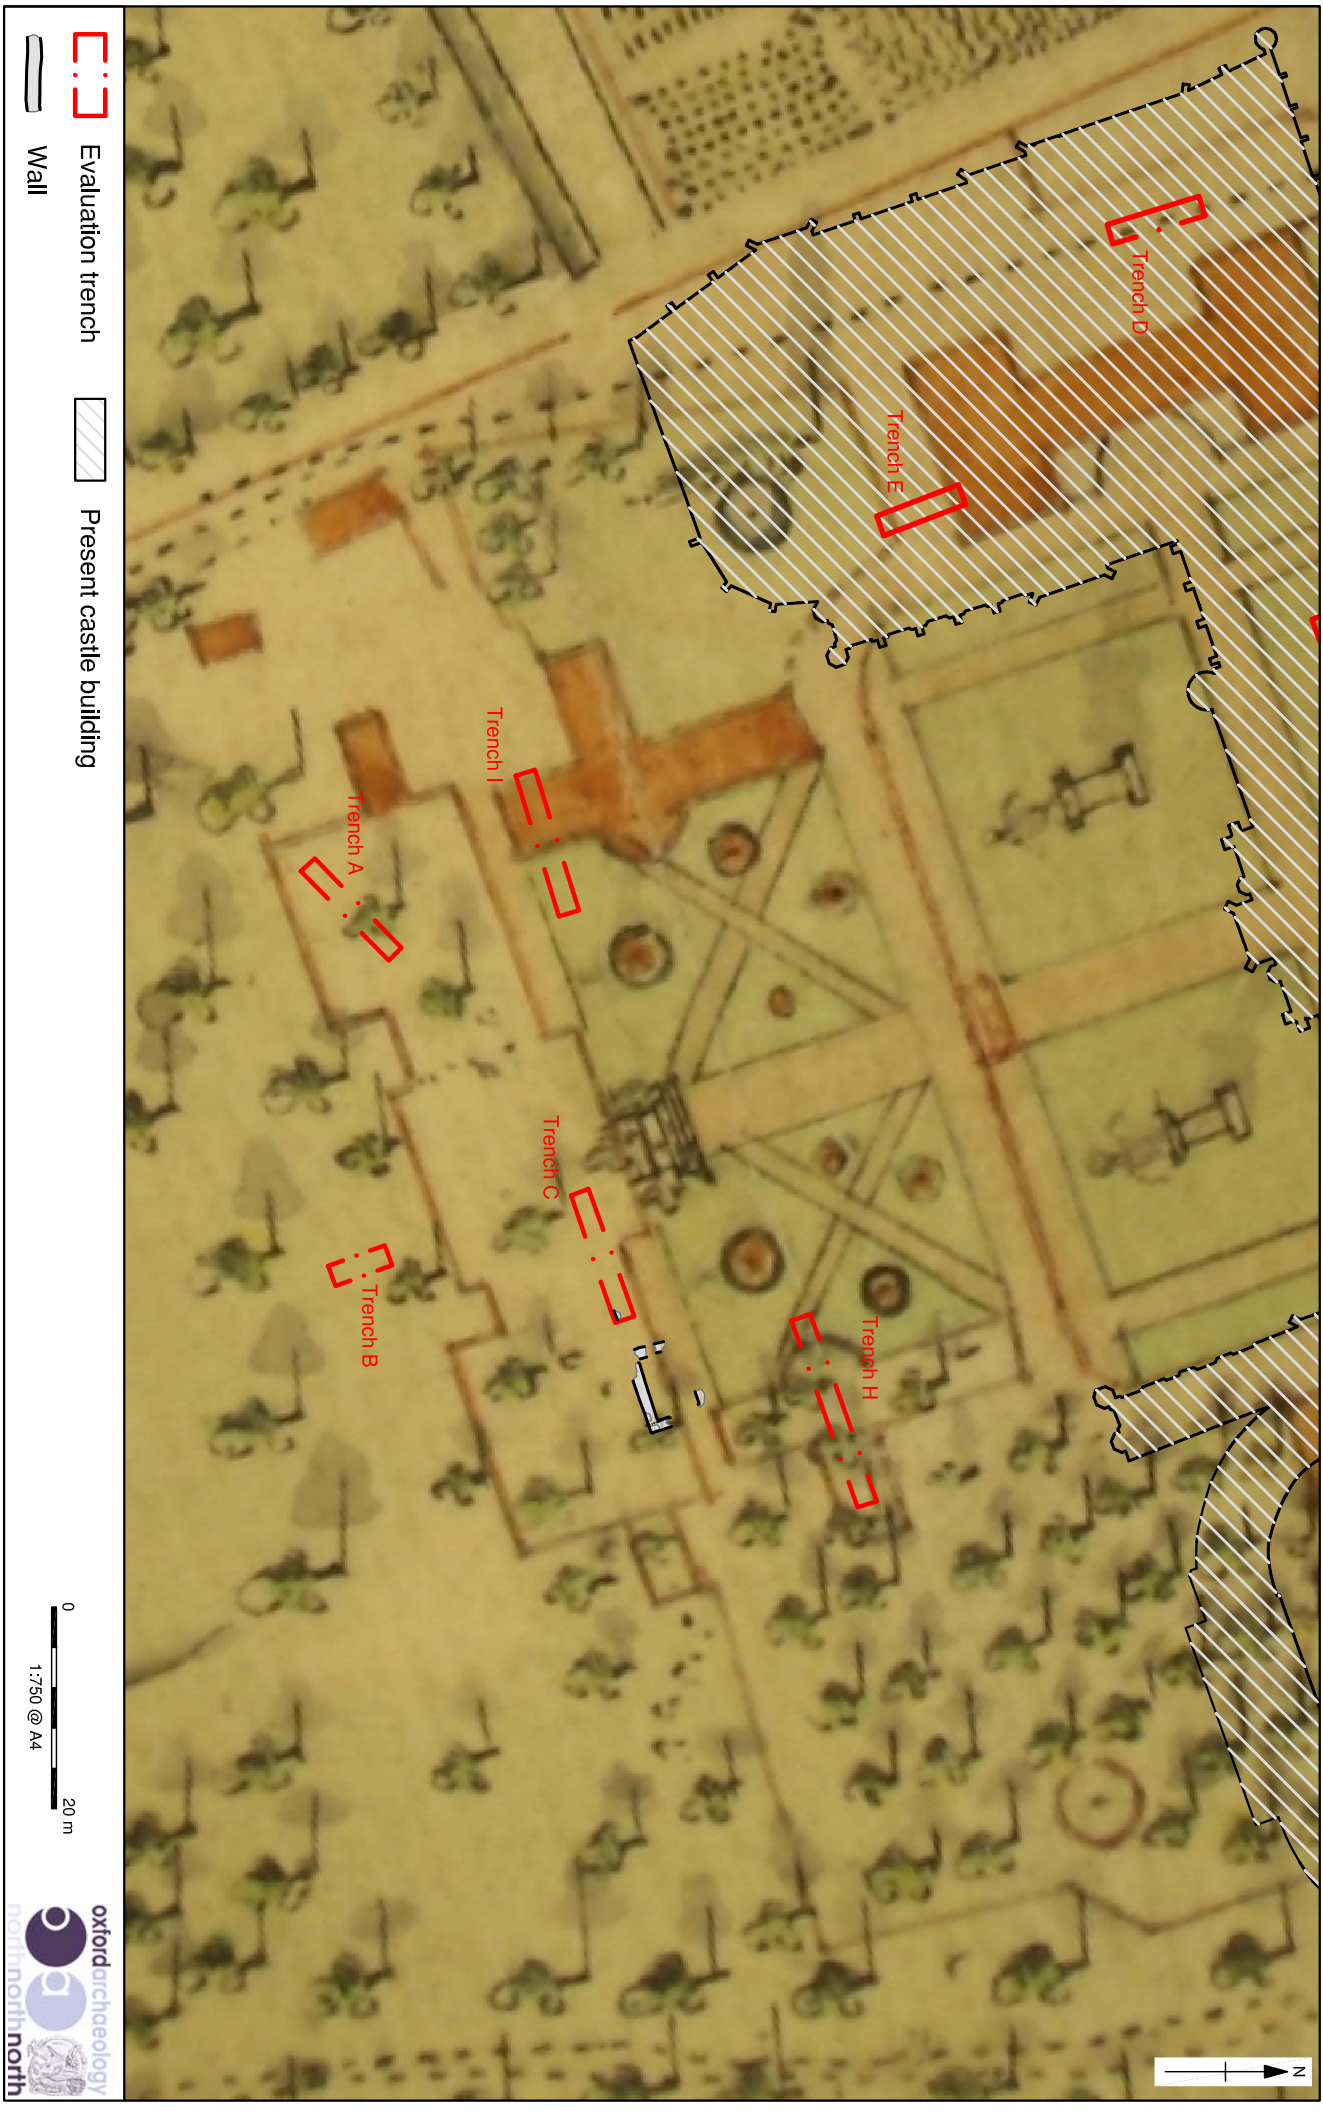 N
Trench D
Trench E
Trench H
Trench I
Trench C
Trench A
Trench B
Evaluation trench
Present castle building
Wall
0
20 m
1:750 @ A4
oxfordarchaeology
northnorthnorth